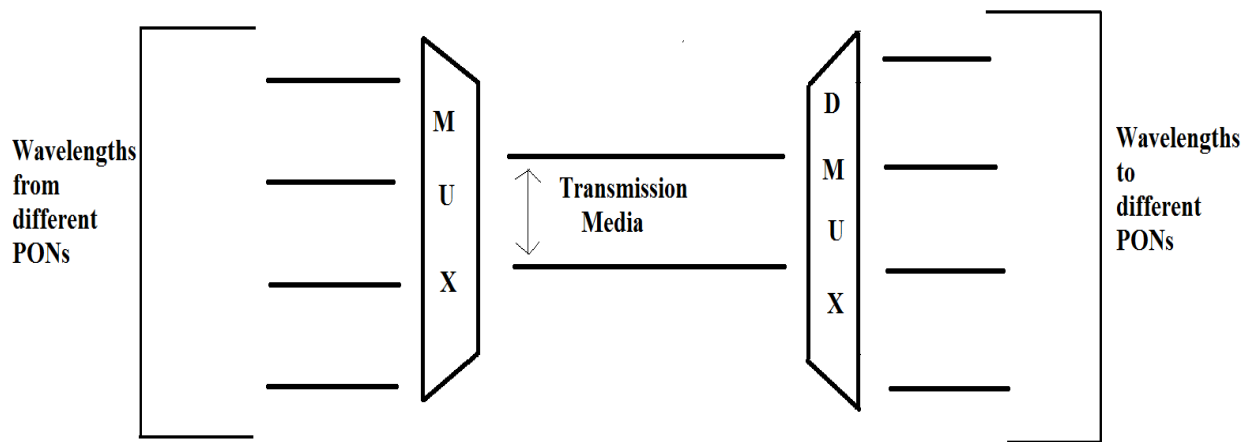 Wavelengths
from
different
PONs
M
U
X
Transmission
Media
D
M
U
X
Wavelengths
to
different
PONs